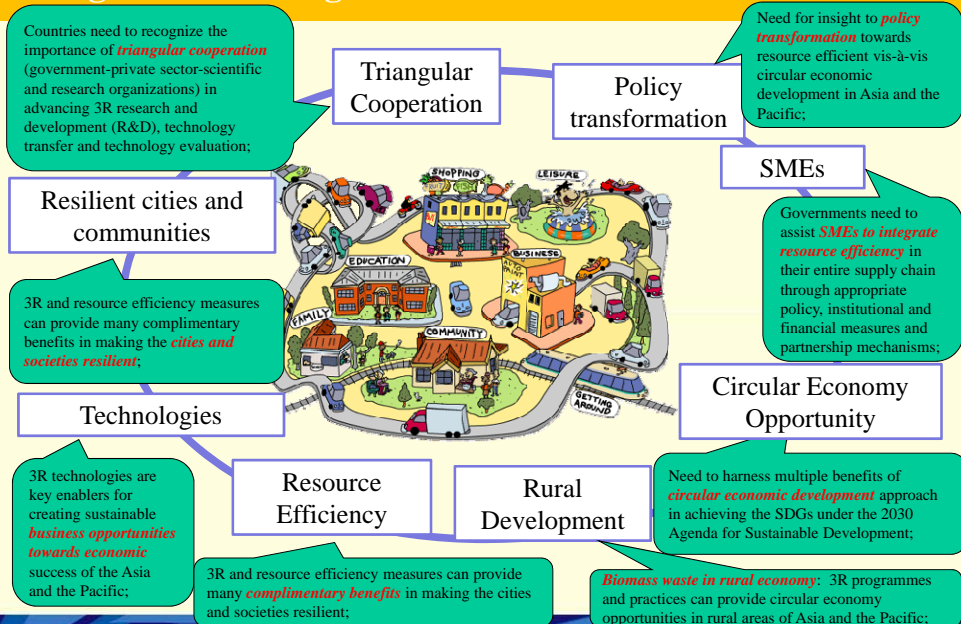 Countries need to recognize the
importance of triangular cooperation
(government-private sector-scientific
and research organizations) in
advancing 3R research and
development (R&D), technology
transfer and technology evaluation;
Triangular
Cooperation
Policy
transformation
Need for insight to policy
transformation towards
resource efficient vis-à-vis
circular economic
development in Asia and the
Pacific;
SMEs
Governments need to
assist SMEs to integrate
resource efficiency in
their entire supply chain
through appropriate
policy, institutional and
financial measures and
partnership mechanisms;
Resilient cities and
communities
3R and resource efficiency measures
can provide many complimentary
benefits in making the cities and
societies resilient;
SHOPPING
FRUIT
LEISURE
EDUCATION
BUSINESS
AUTO
PAINT
FAMILY
COMMUNITY
GETTING
AROUND
Circular Economy
Opportunity
Need to harness multiple benefits of
circular economic development approach
in achieving the SDGs under the 2030
Agenda for Sustainable Development;
Technologies
3R technologies are
key enablers for
creating sustainable
business opportunities
towards economic
success of the Asia
and the Pacific;
Resource
Efficiency
3R and resource efficiency measures can provide
many complimentary benefits in making the cities
and societies resilient;
Rural
Development
Biomass waste in rural economy: 3R programmes
and practices can provide circular economy
opportunities in rural areas of Asia and the Pacific;